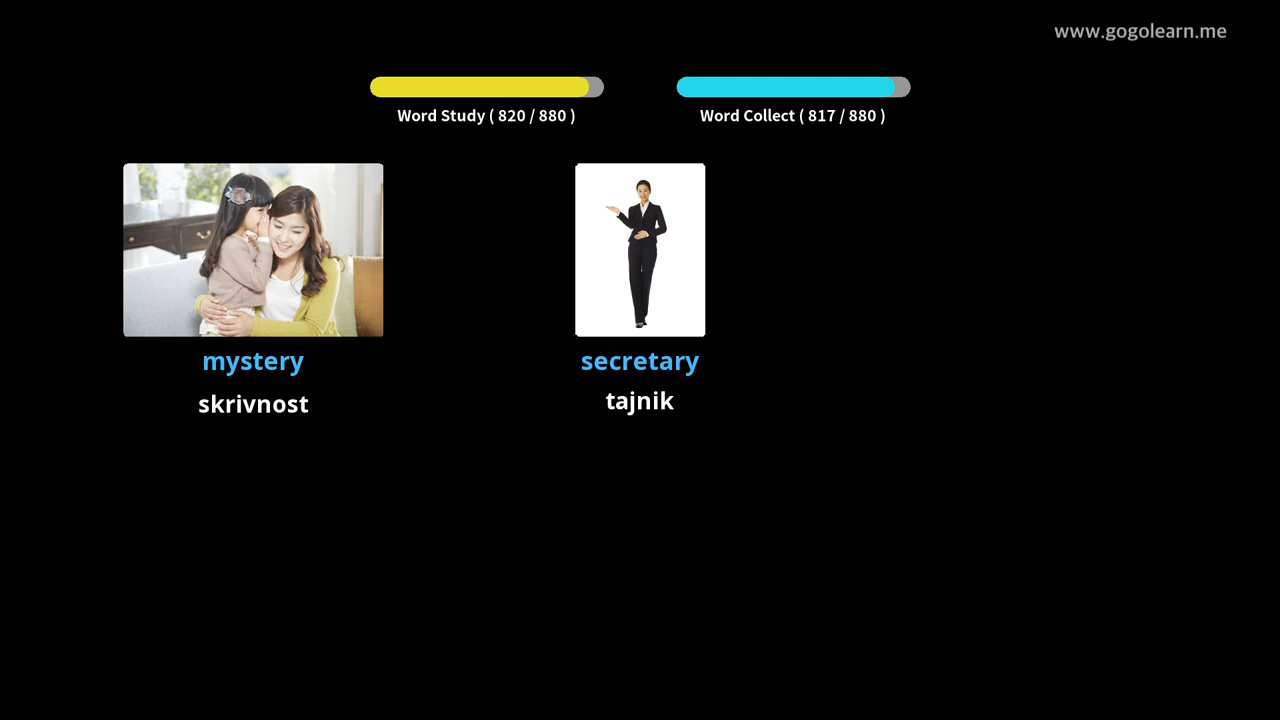 www.gogolearn.me
Word Study ( 820 / 880 )
Word Collect ( 817 / 880 )
mystery
skrivnost
secretary
tajnik